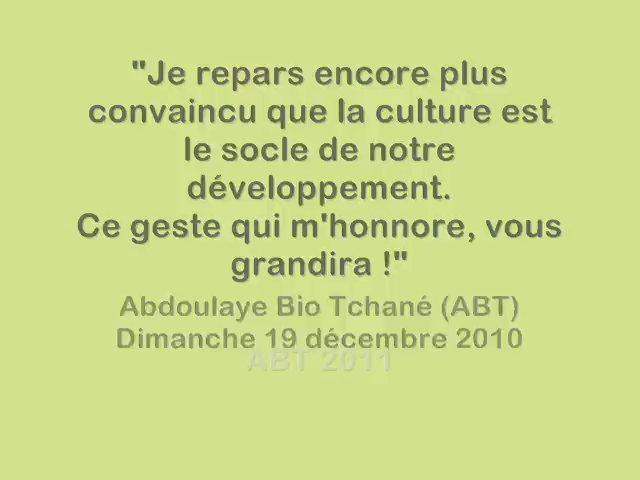 "Je repars encore plus
convaincu que la culture est
le socle de notre
développement.
Ce geste qui m'honnore, vous
grandira !"
Abdoulaye Bio Tchané (ABT)
Dimanche 19 décembre 2010
ABT 2011